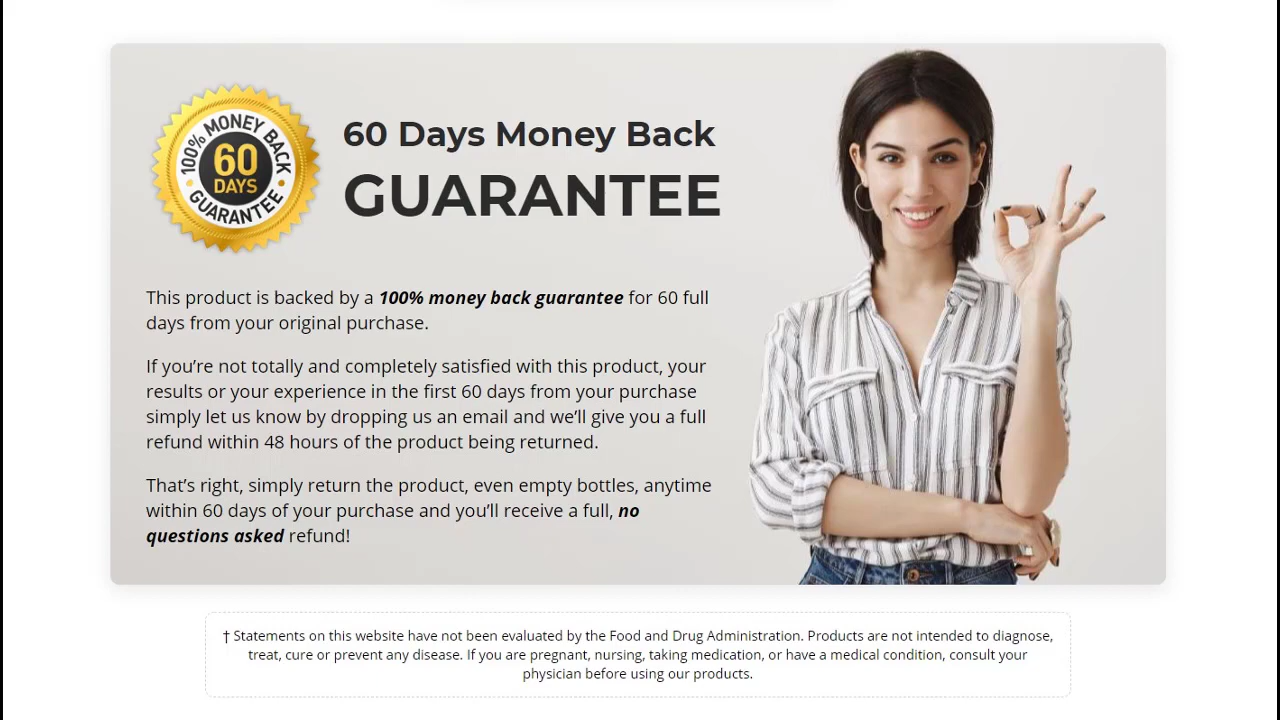 100% MONEY BACK
60
DAYS
GUARANTEE
60 Days Money Back
GUARANTEE
This product is backed by a 100% money back guarantee for 60 full
days from your original purchase.
If you’re not totally and completely satisfied with this product, your
results or your experience in the first 60 days from your purchase
simply let us know by dropping us an email and we’ll give you a full
refund within 48 hours of the product being returned.
That’s right, simply return the product, even empty bottles, anytime
within 60 days of your purchase and you’ll receive a full, no
questions asked refund!
† Statements on this website have not been evaluated by the Food and Drug Administration. Products are not intended to diagnose,
treat, cure or prevent any disease. If you are pregnant, nursing, taking medication, or have a medical condition, consult your
physician before using our products.